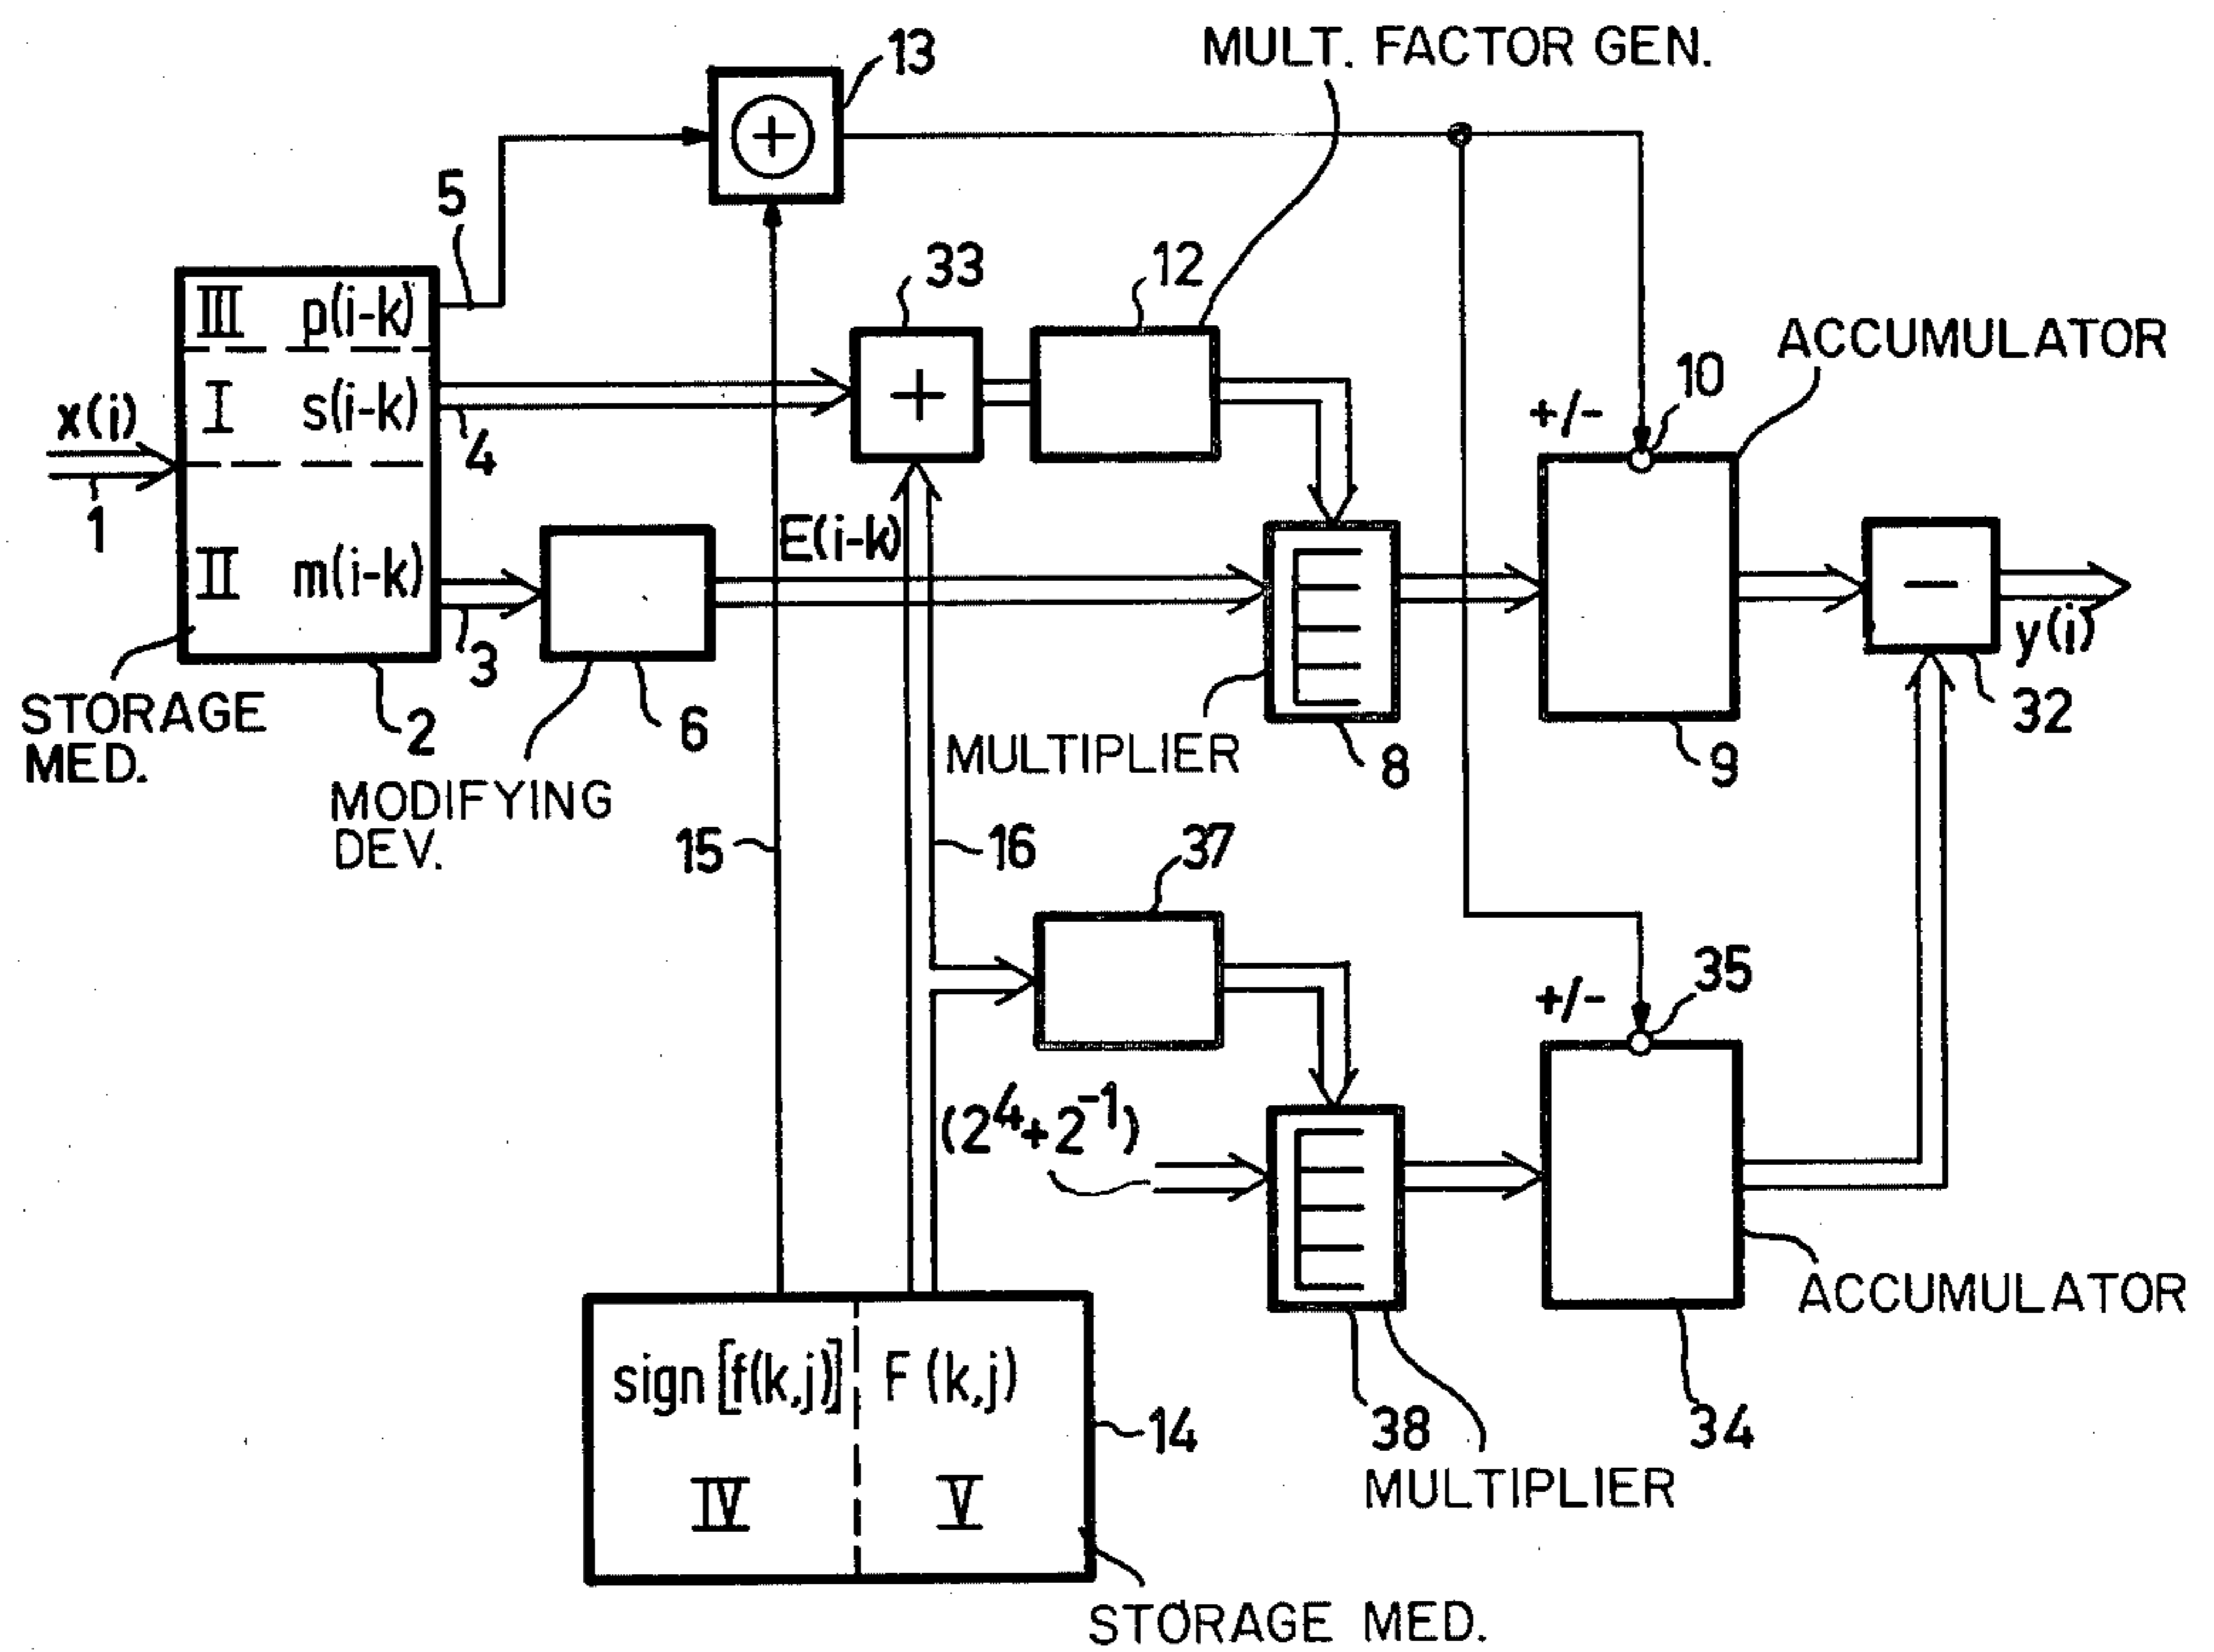 MULT. FACTOR GEN.
13
5
33
12
III p(i-k)
I s(i-k)
II m(i-k)
x(i)
1
4
3
STORAGE
MED.
2
MODIFYING
DEV.
6
E(i-k)
+
+
MULTIPLIER
8
+/-
10
ACCUMULATOR
9
−
y(i)
32
15
16
37
(2⁴+2⁻¹)
+/-
35
ACCUMULATOR
34
38
MULTIPLIER
sign [f(k,j)] F (k,j)
IV V
14
STORAGE MED.